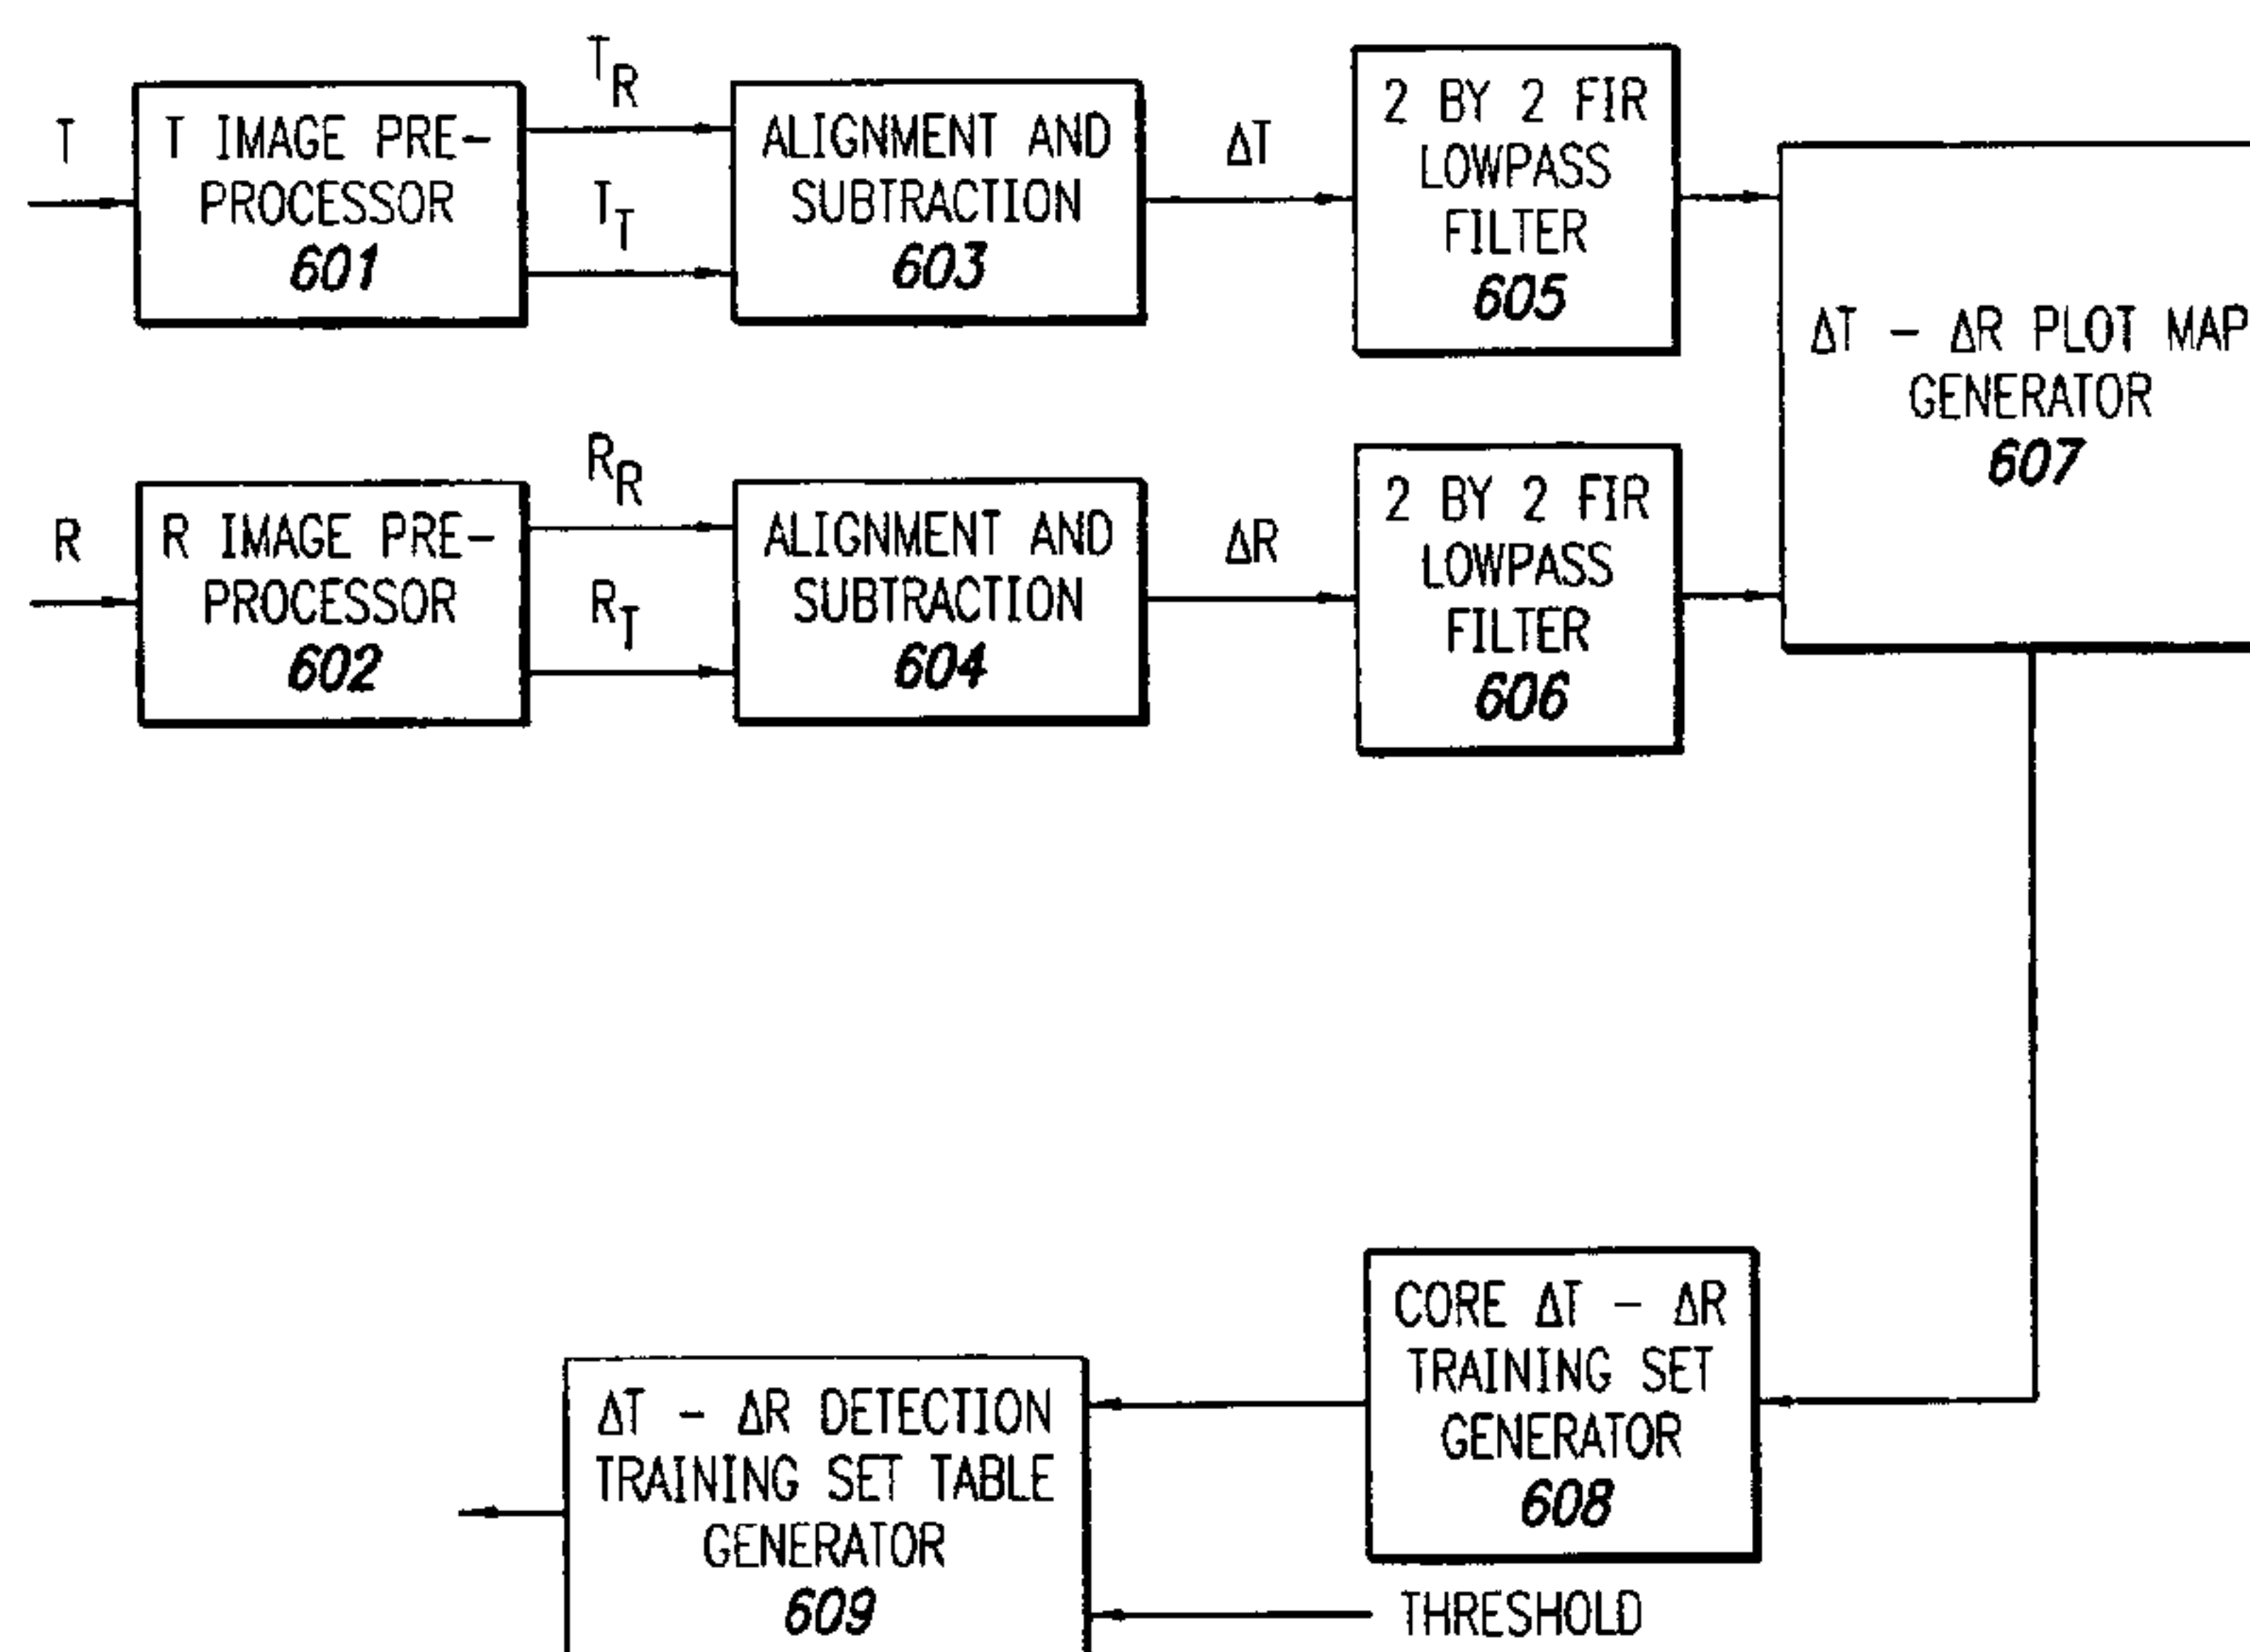 T
T IMAGE PRE-
PROCESSOR
601
T_R
T_T
ALIGNMENT AND
SUBTRACTION
603
ΔT
2 BY 2 FIR
LOWPASS
FILTER
605
ΔT - ΔR PLOT MAP
GENERATOR
607
R
R IMAGE PRE-
PROCESSOR
602
R_R
R_T
ALIGNMENT AND
SUBTRACTION
604
ΔR
2 BY 2 FIR
LOWPASS
FILTER
606
CORE ΔT - ΔR
TRAINING SET
GENERATOR
608
ΔT - ΔR DETECTION
TRAINING SET TABLE
GENERATOR
609
THRESHOLD